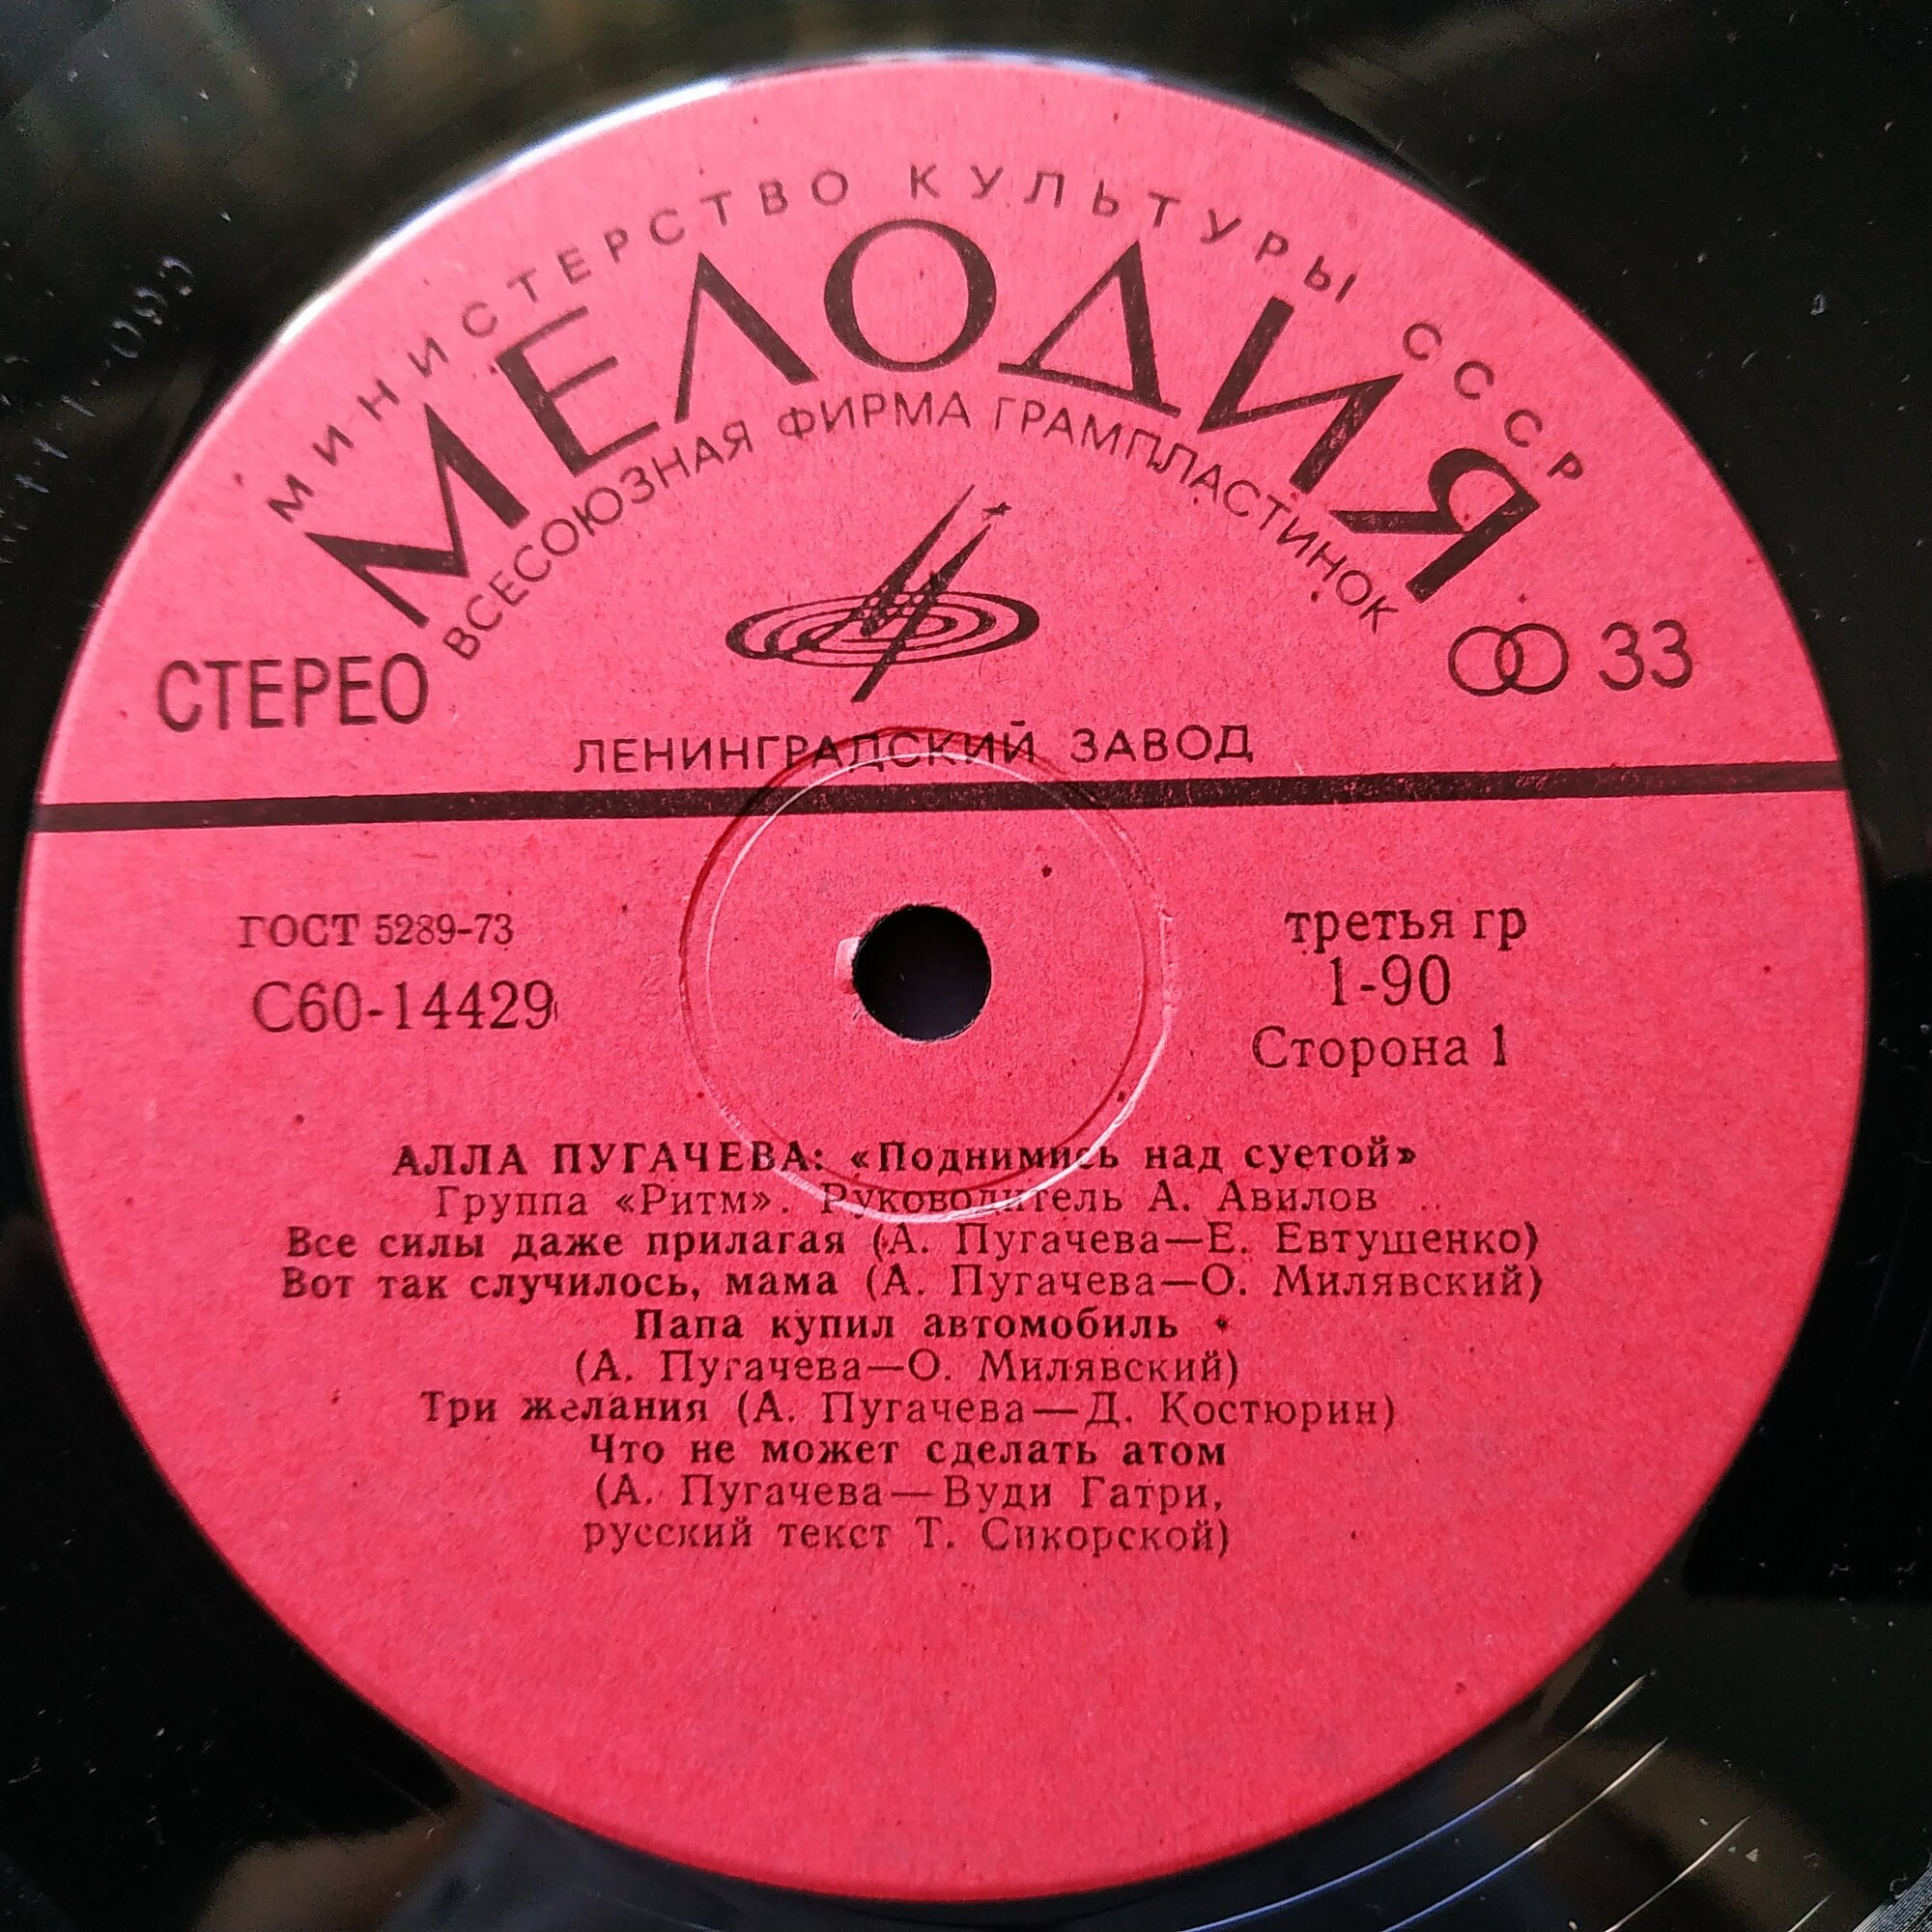 МИНИСТЕРСТВО КУЛЬТУРЫ СССР
МЕЛОДИЯ
ВСЕСОЮЗНАЯ ФИРМА ГРАМПЛАСТИНОК
СТЕРЕО
33
ЛЕНИНГРАДСКИЙ ЗАВОД
ГОСТ 5289-73
С60-14429
третья гр
1-90
Сторона 1
АЛЛА ПУГАЧЕВА: «Поднимись над суетой»
Группа «Ритм». Руководитель А. Авилов
Все силы даже прилагая (А. Пугачева—Е. Евтушенко)
Вот так случилось, мама (А. Пугачева—О. Милявский)
Папа купил автомобиль
(А. Пугачева—О. Милявский)
Три желания (А. Пугачева—Д. Костюрин)
Что не может сделать атом
(А. Пугачева—Вуди Гатри,
русский текст Т. Сикорской)